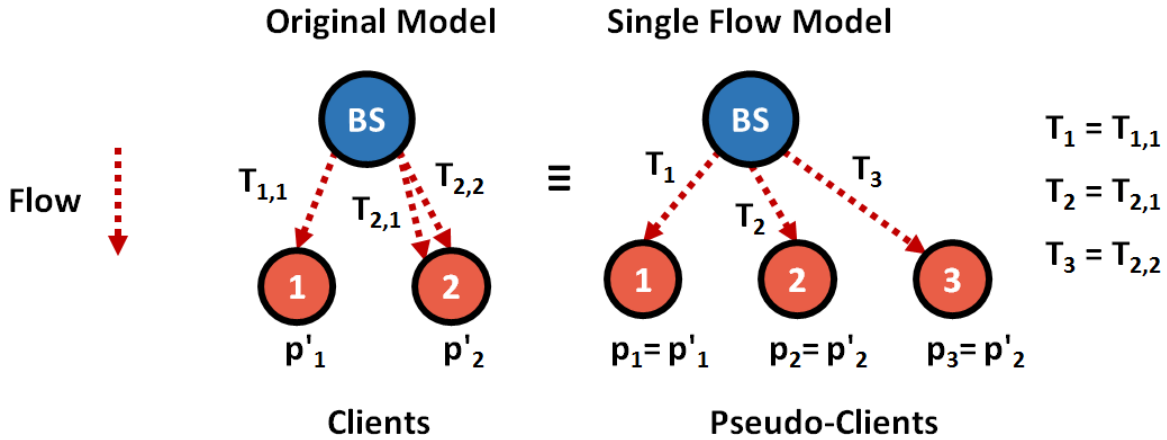 Original Model
Single Flow Model
Flow
BS
T1,1
T2,1
T2,2
1
2
p'1
p'2
Clients
≡
BS
T1
T2
T3
1
2
3
p1= p'1
p2= p'2
p3= p'2
Pseudo-Clients
T1 = T1,1
T2 = T2,1
T3 = T2,2